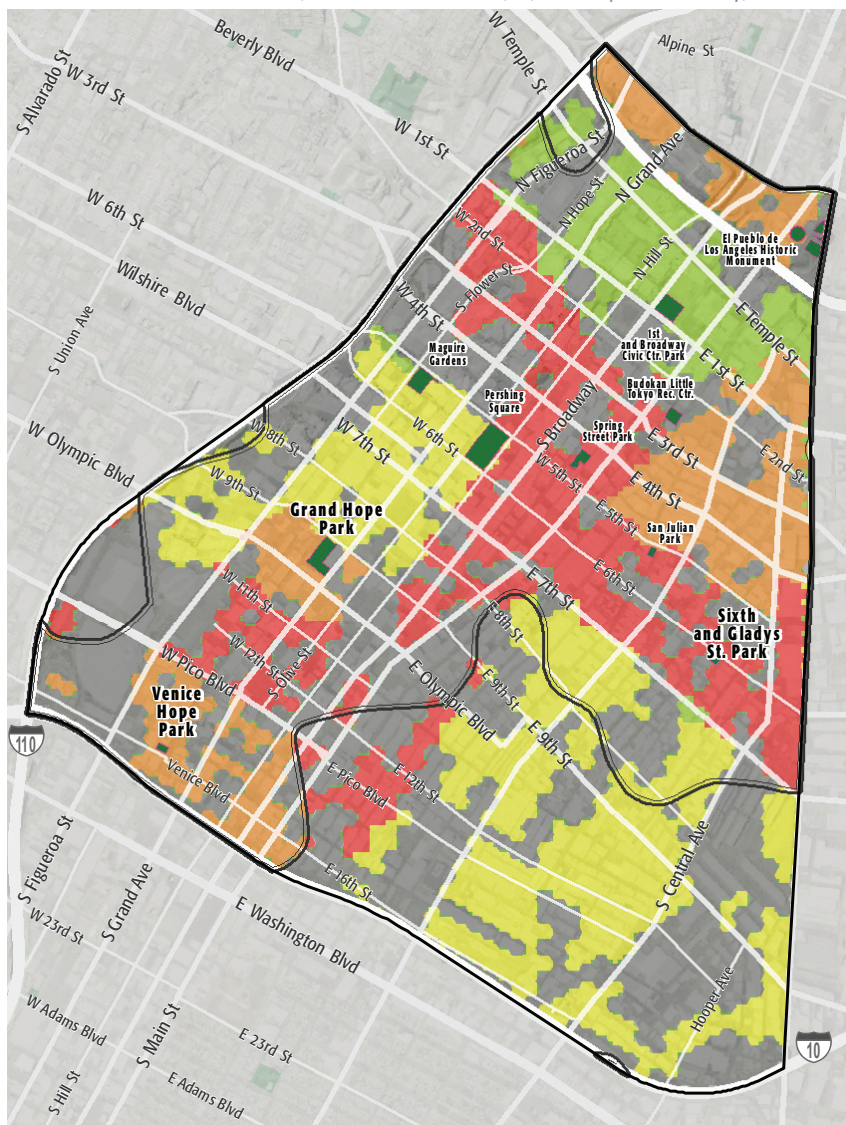 Alpine St
Beverly Blvd
W Temple St
S Alvarado St
W 3rd St
W 1st St
N Figueroa St
N Grand Ave
W 6th St
N Hope St
W 2nd St
El Pueblo de
Los Angeles Historic
Monument
N Hill St
Wilshire Blvd
S Flower St
W 4th St
E Temple St
S Union Ave
1st
and Broadway
Civic Ctr. Park
Maguire
Gardens
E 1st St
Budokan Little
Tokyo Rec. Ctr.
Pershing
Square
S Broadway
W Olympic Blvd
W 8th St
W 7th St
W 6th St
Spring
Street Park
E 3rd St
E 2nd St
W 5th St
W 9th St
E 4th St
Grand Hope
Park
E 5th St
San Julian
Park
W 11th St
E 7th St
E 6th St
E 8th St
Sixth
and Gladys
St. Park
W 12th St
W Pico Blvd
S Olive St
E Olympic Blvd
E 9th St
Venice
Hope
Park
110
E 9th St
Venice Blvd
E Pico Blvd
E 12th St
S Figueroa St
S Central Ave
E 16th St
S Grand Ave
E Washington Blvd
W 23rd St
Hooper Ave
W Adams Blvd
S Main St
E 23rd St
10
S Hill St
E Adams Blvd